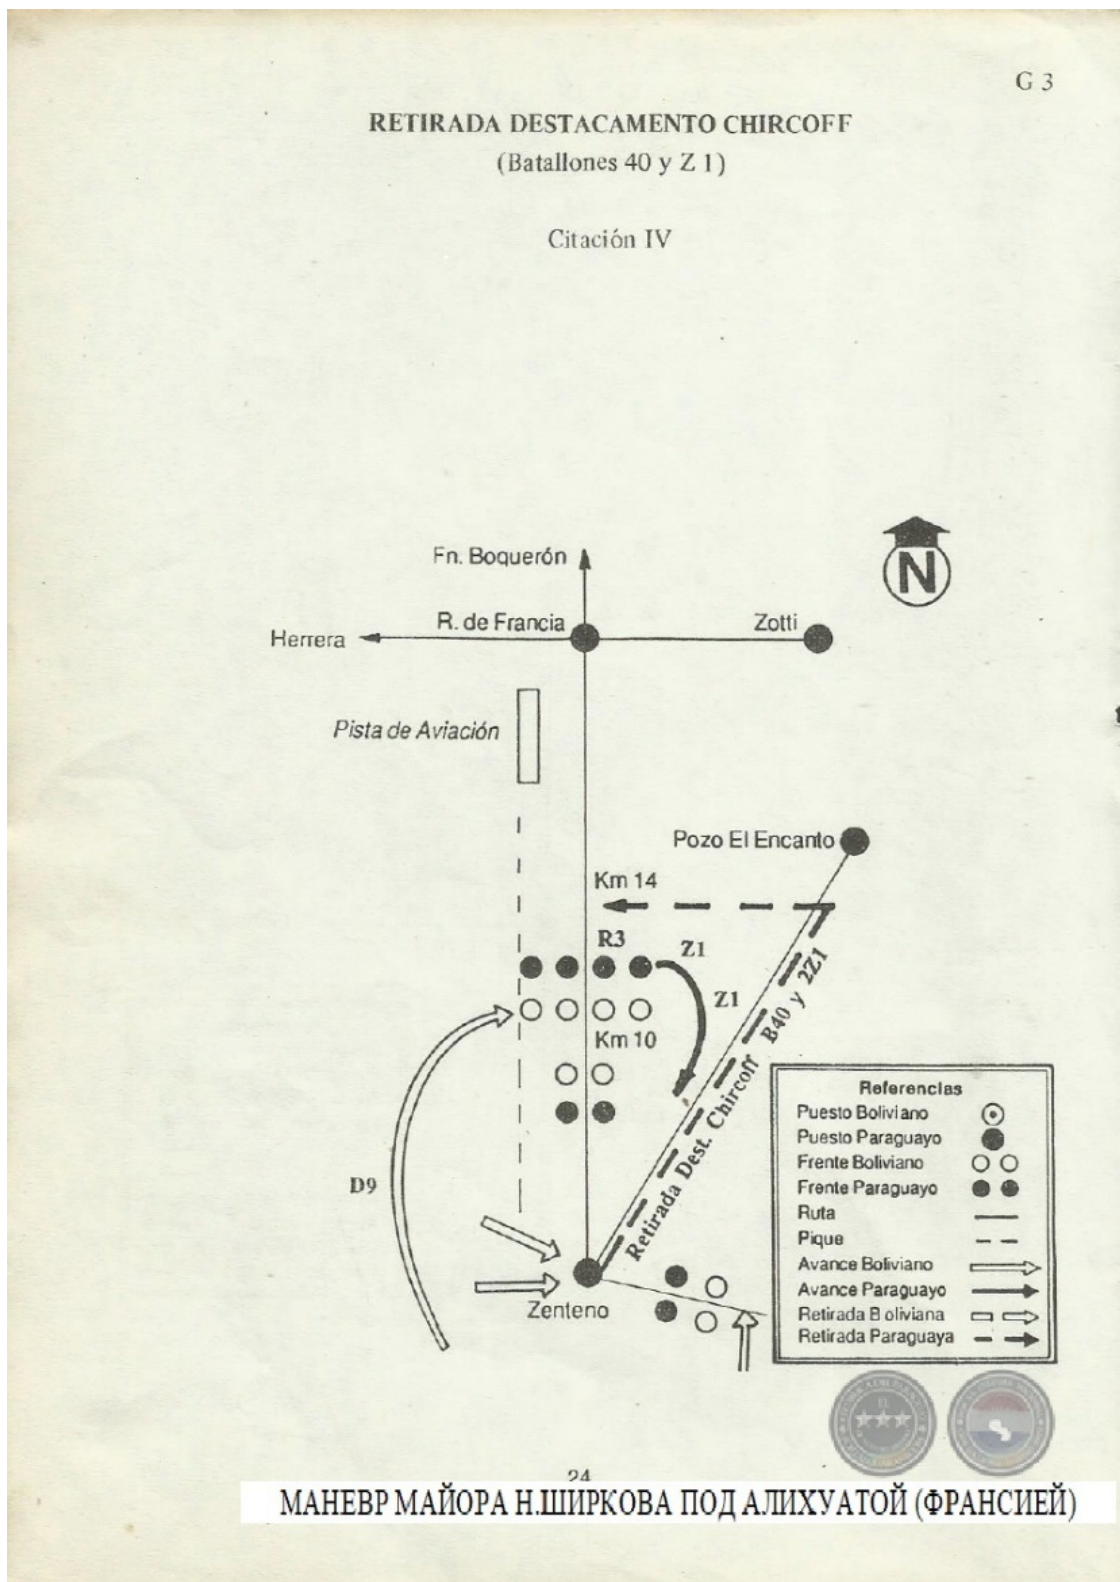 G 3
RETIRADA DESTACAMENTO CHIRCOFF
(Batallones 40 y Z 1)
Citación IV
Fn. Boquerón
N
R. de Francia
Zotti
Herrera
Pista de Aviación
Pozo El Encanto
Km 14
R3
Z1
Z1
Km 10
Retirada Dest. Chircoff B40 y 2Z1
D9
Zenteno
Referencias
Puesto Boliviano
Puesto Paraguayo
Frente Boliviano
Frente Paraguayo
Ruta
Pique
Avance Boliviano
Avance Paraguayo
Retirada Boliviana
Retirada Paraguaya
24
МАНЕВР МАЙОРА Н.ШИРКОВА ПОД АЛИХУАТОЙ (ФРАНСИЕЙ)